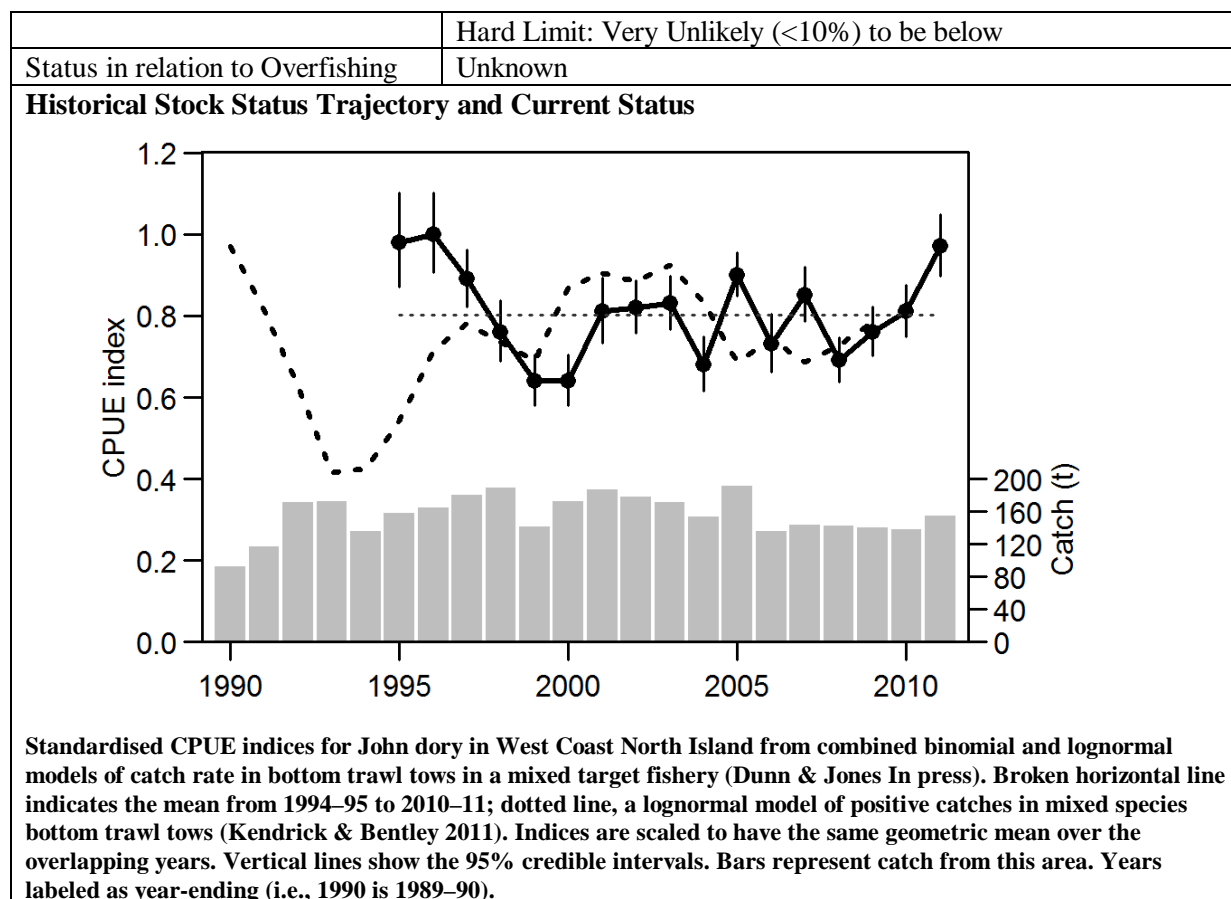 Hard Limit: Very Unlikely (<10%) to be below
Status in relation to Overfishing Unknown
Historical Stock Status Trajectory and Current Status
1.2
1.0
0.8
0.6
0.4
0.2
0.0
CPUE index
200
160
120
80
40
0
Catch (t)
1990 1995 2000 2005 2010
Standardised CPUE indices for John dory in West Coast North Island from combined binomial and lognormal
models of catch rate in bottom trawl tows in a mixed target fishery (Dunn & Jones In press). Broken horizontal line
indicates the mean from 1994–95 to 2010–11; dotted line, a lognormal model of positive catches in mixed species
bottom trawl tows (Kendrick & Bentley 2011). Indices are scaled to have the same geometric mean over the
overlapping years. Vertical lines show the 95% credible intervals. Bars represent catch from this area. Years
labeled as year-ending (i.e., 1990 is 1989–90).